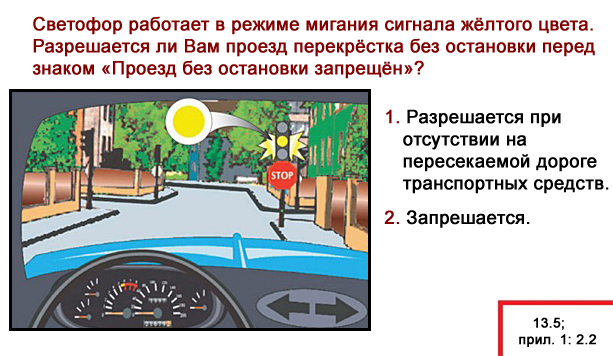 Светофор работает в режиме мигания сигнала жёлтого цвета.
Разрешается ли Вам проезд перекрёстка без остановки перед
знаком «Проезд без остановки запрещён»?
STOP
1. Разрешается при
отсутствии на
пересекаемой дороге
транспортных средств.
2. Запрещается.
13.5;
прил. 1: 2.2